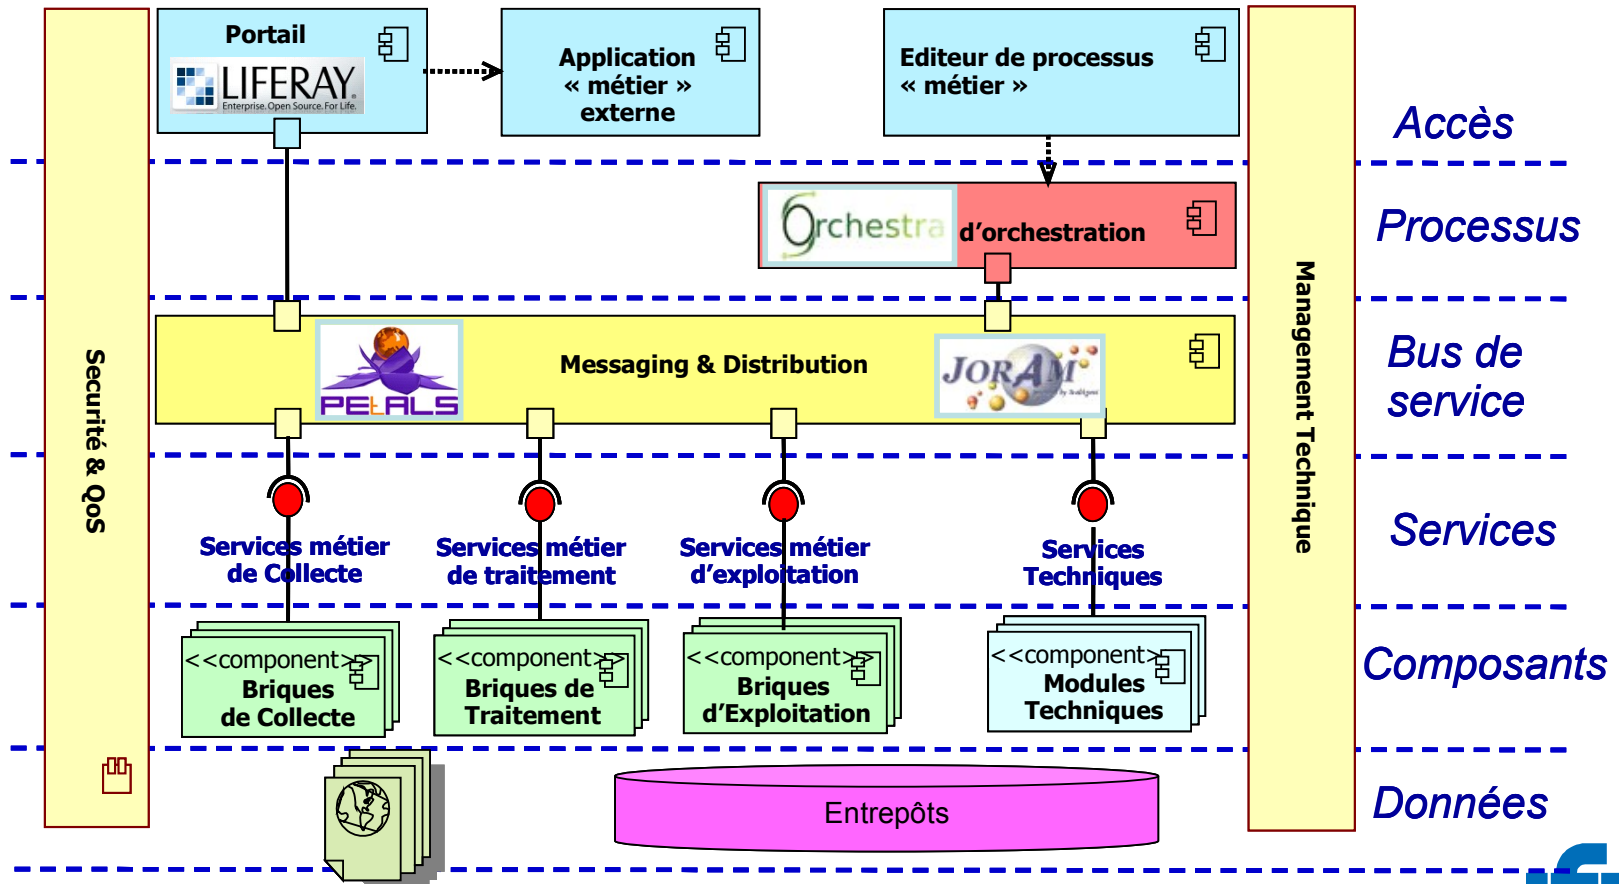 Portail
LIFERAY.
Enterprise. Open Source. For Life.
Application
« métier »
externe
Editeur de processus
« métier »
Accès
Orchestra
d’orchestration
Processus
PEtALS
Messaging & Distribution
JORAM
Bus de
service
Securité & QoS
Management Technique
Services métier
de Collecte
Services métier
de traitement
Services métier
d’exploitation
Services
Techniques
Services
<<component>>
Briques
de Collecte
<<component>>
Briques de
Traitement
<<component>>
Briques
d’Exploitation
<<component>
Modules
Techniques
Composants
Entrepôts
Données